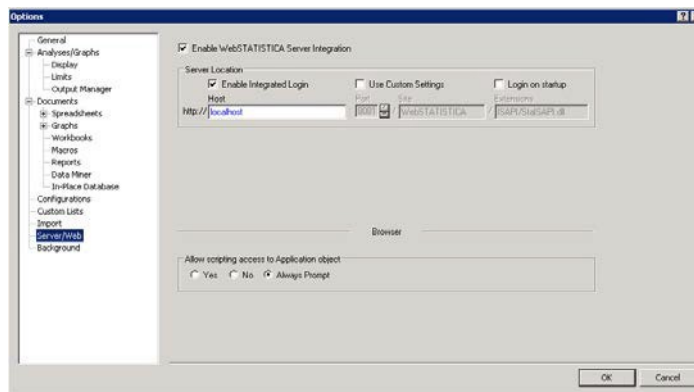 Options
General
Analyses/Graphs
Display
Limits
Output Manager
Documents
Spreadsheets
Graphs
Workbooks
Macros
Reports
Data Miner
In-Place Database
Configurations
Custom Lists
Import
Server/Web
Background
Enable WebSTATISTICA Server Integration
Server Location
Enable Integrated Login Use Custom Settings Login on startup
Host Port Site Extensions
http:// localhost / WebSTATISTICA /
Browser
Allow scripting access to Application object
Yes No Always Prompt
OK Cancel